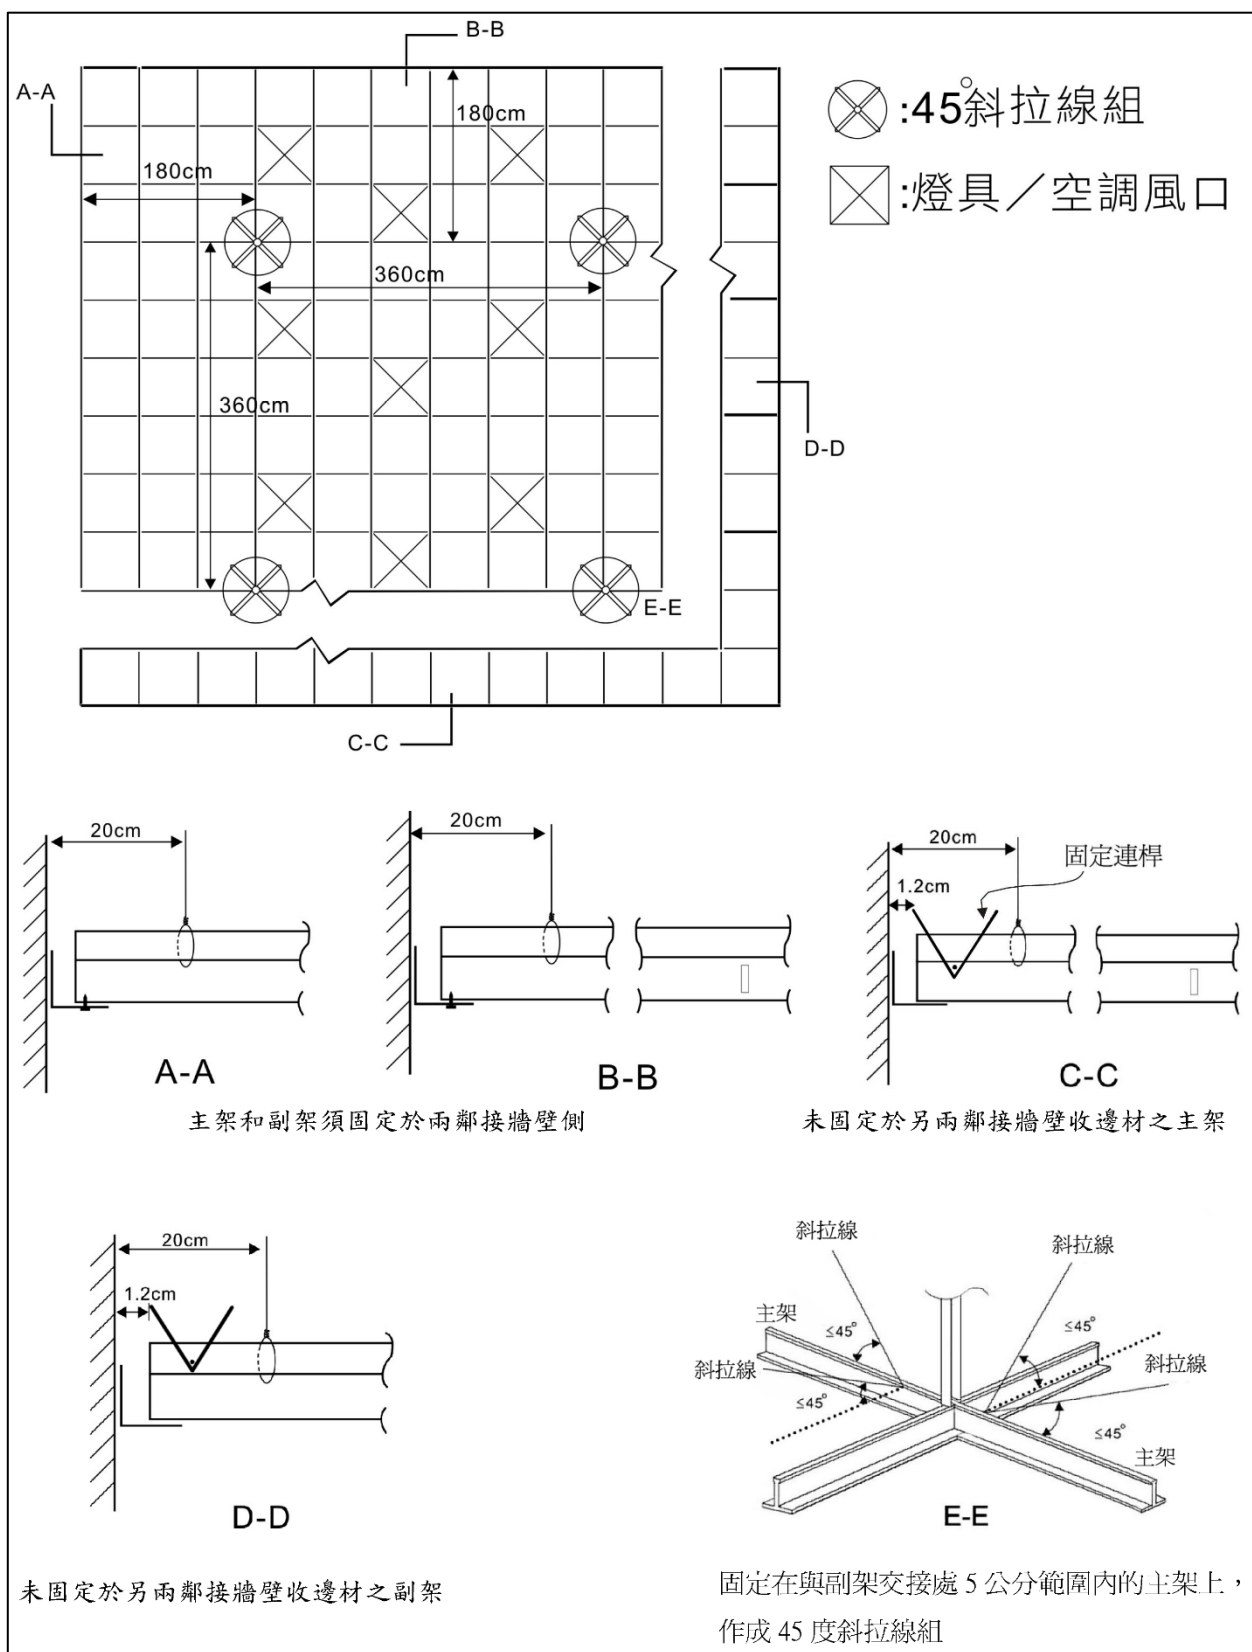 B-B
A-A
180cm
180cm
360cm
360cm
D-D
E-E
C-C
:45°斜拉線組
:燈具／空調風口
20cm
A-A
20cm
B-B
20cm
固定連桿
1.2cm
C-C
主架和副架須固定於兩鄰接牆壁側
未固定於另兩鄰接牆壁收邊材之主架
20cm
1.2cm
D-D
斜拉線
斜拉線
主架
≤45°
≤45°
斜拉線
斜拉線
≤45°
≤45°
主架
E-E
未固定於另兩鄰接牆壁收邊材之副架
固定在與副架交接處 5 公分範圍內的主架上，
作成 45 度斜拉線組